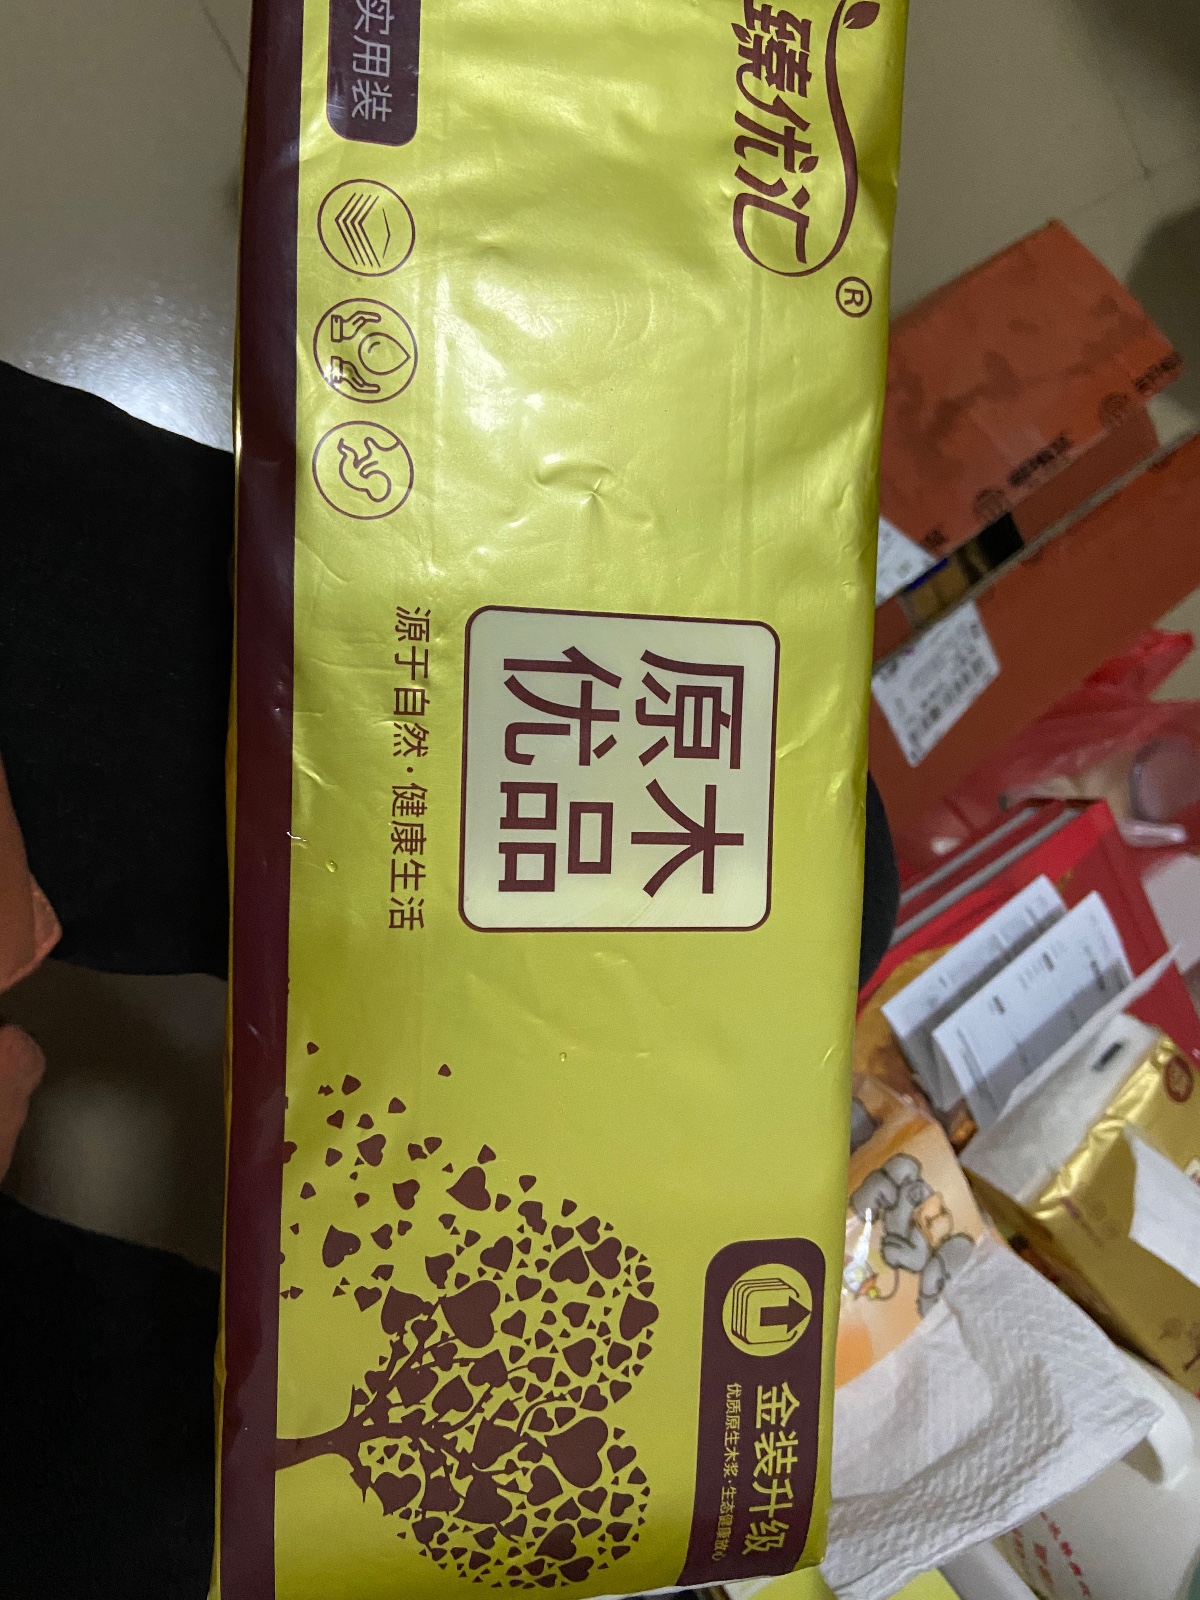 臻优汇®
实用装
原木
优品
源于自然·健康生活
金装升级
优质原生木浆·生态健康放心